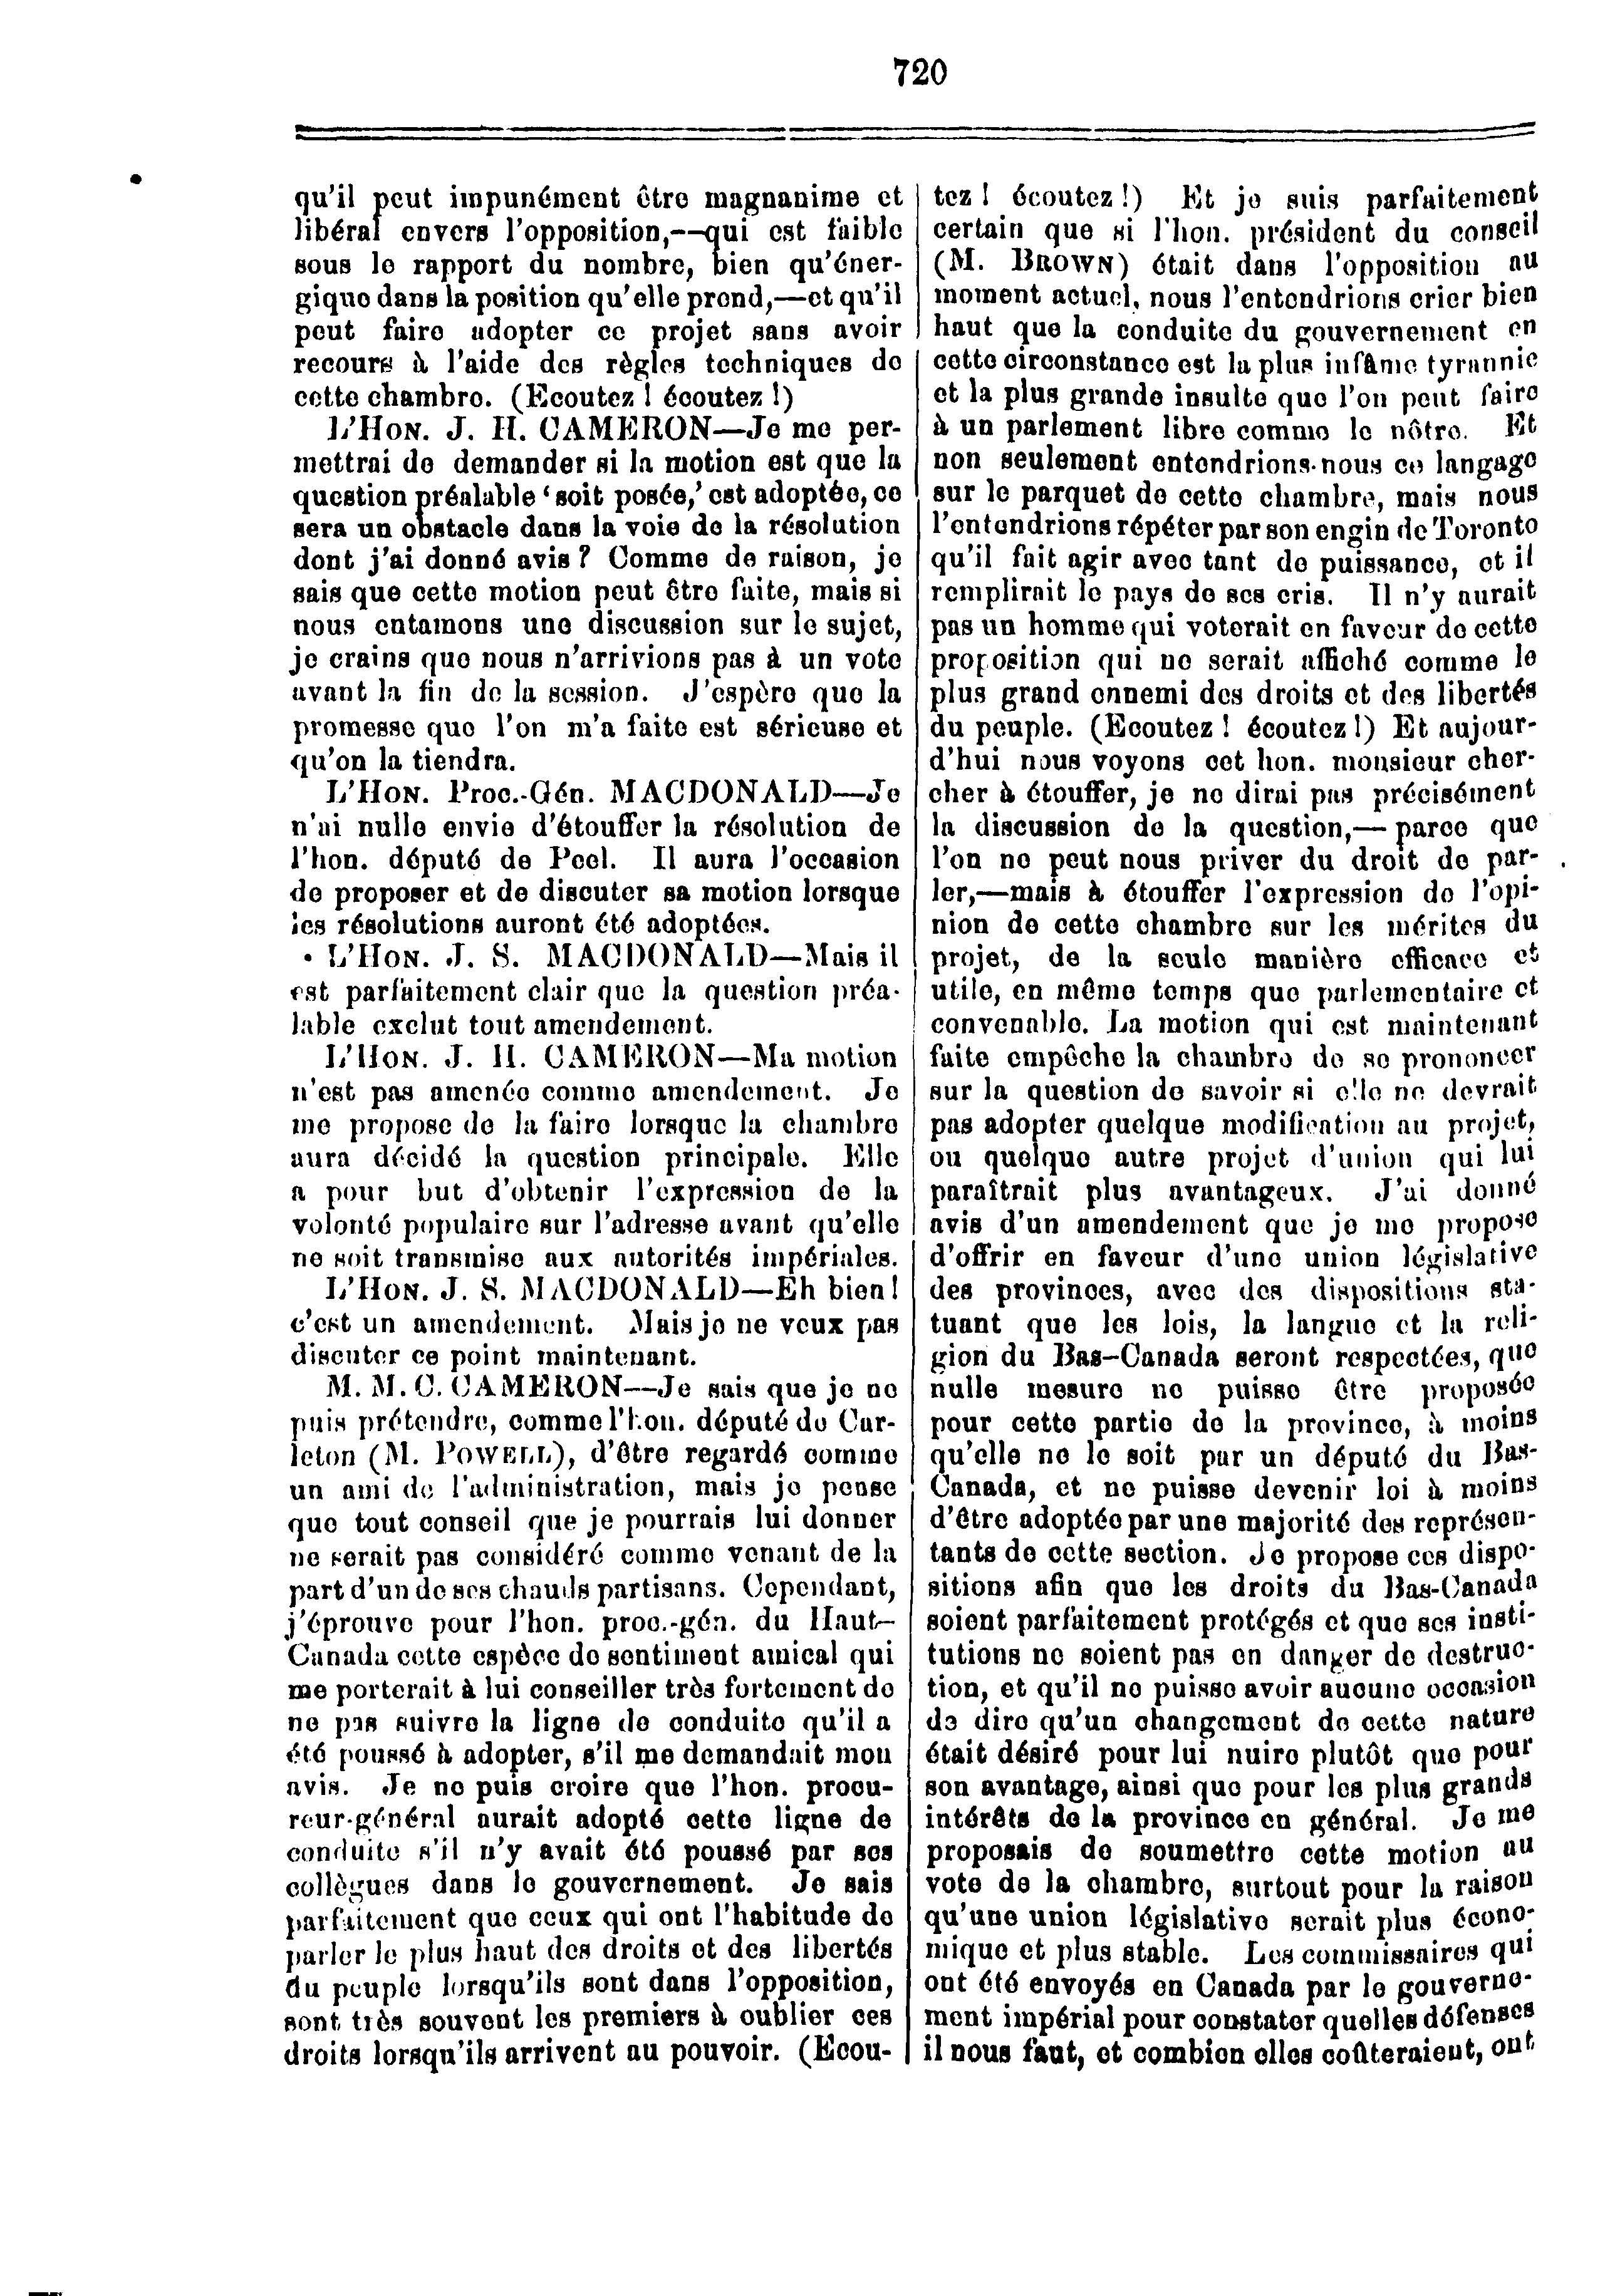 720
qu'il peut impunément être magnanime et
libéral envers l'opposition,—qui est faible
sous le rapport du nombre, bien qu'éner-
gique dans la position qu'elle prend,—et qu'il
peut faire adopter ce projet sans avoir
recours à l'aide des règles techniques de
cette chambre. (Ecoutez ! écoutez !)
L'HON. J. H. CAMERON—Je me per-
mettrai de demander si la motion est que la
question préalable ‘soit posée,’ est adoptée, ce
sera un obstacle dans la voie de la résolution
dont j'ai donné avis ? Comme de raison, je
sais que cette motion peut être faite, mais si
nous entamons une discussion sur le sujet,
je crains que nous n'arrivions pas à un vote
avant la fin de la session. J'espère que la
promesse que l'on m'a faite est sérieuse et
qu'on la tiendra.
L'HON. Proc.-Gén. MACDONALD—Je
n'ai nulle envie d'étouffer la résolution de
l'hon. député de Peel. Il aura l'occasion
de proposer et de discuter sa motion lorsque
les résolutions auront été adoptées.
L'HON. J. S. MACDONALD—Mais il
est parfaitement clair que la question préa-
lable exclut tout amendement.
L'HON. J. H. CAMERON—Ma motion
n'est pas amenée comme amendement. Je
me propose de la faire lorsque la chambre
aura décidé la question principale. Elle
a pour but d'obtenir l'expression de la
volonté populaire sur l'adresse avant qu'elle
ne soit transmise aux autorités impériales.
L'HON. J. S. MACDONALD—Eh bien !
c'est un amendement. Mais je ne veux pas
discuter ce point maintenant.
M. M. C. CAMERON—Je sais que je ne
puis prétendre, comme l'hon. député de Car-
leton (M. POWELL), d'être regardé comme
un ami de l'administration, mais je pense
que tout conseil que je pourrais lui donner
ne serait pas considéré comme venant de la
part d'un de ses chauds partisans. Cependant,
j'éprouve pour l'hon. proc.-gén. du Haut-
Canada cette espèce de sentiment amical qui
me porterait à lui conseiller très fortement de
ne pas suivre la ligne de conduite qu'il a
été poussé à adopter, s'il me demandait mon
avis. Je ne puis croire que l'hon. procu-
reur-général aurait adopté cette ligne de
conduite s'il n'y avait été poussé par ses
collègues dans le gouvernement. Je sais
parfaitement que ceux qui ont l'habitude de
parler le plus haut des droits et des libertés
du peuple lorsqu'ils sont dans l'opposition,
sont très souvent les premiers à oublier ces
droits lorsqu'ils arrivent au pouvoir. (Ecou-
tez ! écoutez !) Et je suis parfaitement
certain que si l'hon. président du conseil
(M. BROWN) était dans l'opposition au
moment actuel, nous l'entendrions crier bien
haut que la conduite du gouvernement en
cette circonstance est la plus infâme tyrannie
et la plus grande insulte que l'on peut faire
à un parlement libre comme le nôtre. Et
non seulement entendrions-nous ce langage
sur le parquet de cette chambre, mais nous
l'entendrions répéter par son engin de Toronto
qu'il fait agir avec tant de puissance, et il
remplirait le pays de ses cris. Il n'y aurait
pas un homme qui voterait en faveur de cette
proposition qui ne serait affiché comme le
plus grand ennemi des droits et des libertés
du peuple. (Ecoutez ! écoutez !) Et aujour-
d'hui nous voyons cet hon. monsieur cher-
cher à étouffer, je ne dirai pas précisément
la discussion de la question,— parce que
l'on ne peut nous priver du droit de par-
ler,—mais à étouffer l'expression de l'opi-
nion de cette chambre sur les mérites du
projet, de la seule manière efficace et
utile, en même temps que parlementaire et
convenable. La motion qui est maintenant
faite empêche la chambre de se prononcer
sur la question de savoir si elle ne devrait
pas adopter quelque modification au projet,
ou quelque autre projet d'union qui lui
paraîtrait plus avantageux. J'ai donné
avis d'un amendement que je me propose
d'offrir en faveur d'une union législative
des provinces, avec des dispositions sta-
tuant que les lois, la langue et la reli-
gion du Bas-Canada seront respectées, que
nulle mesure ne puisse être proposée
pour cette partie de la province, à moins
qu'elle ne le soit par un député du Bas-
Canada, et ne puisse devenir loi à moins
d'être adoptée par une majorité des représen-
tants de cette section. Je propose ces dispo-
sitions afin que les droits du Bas-Canada
soient parfaitement protégés et que ses insti-
tutions ne soient pas en danger de destruc-
tion, et qu'il ne puisse avoir aucune occasion
de dire qu'un changement de cette nature
était désiré pour lui nuire plutôt que pour
son avantage, ainsi que pour les plus grands
intérêts de la province en général. Je me
proposais de soumettre cette motion au
vote de la chambre, surtout pour la raison
qu'une union législative serait plus écono-
mique et plus stable. Les commissaires qui
ont été envoyés en Canada par le gouverne-
ment impérial pour constater quelles défenses
il nous faut, et combien elles coûteraient, ont